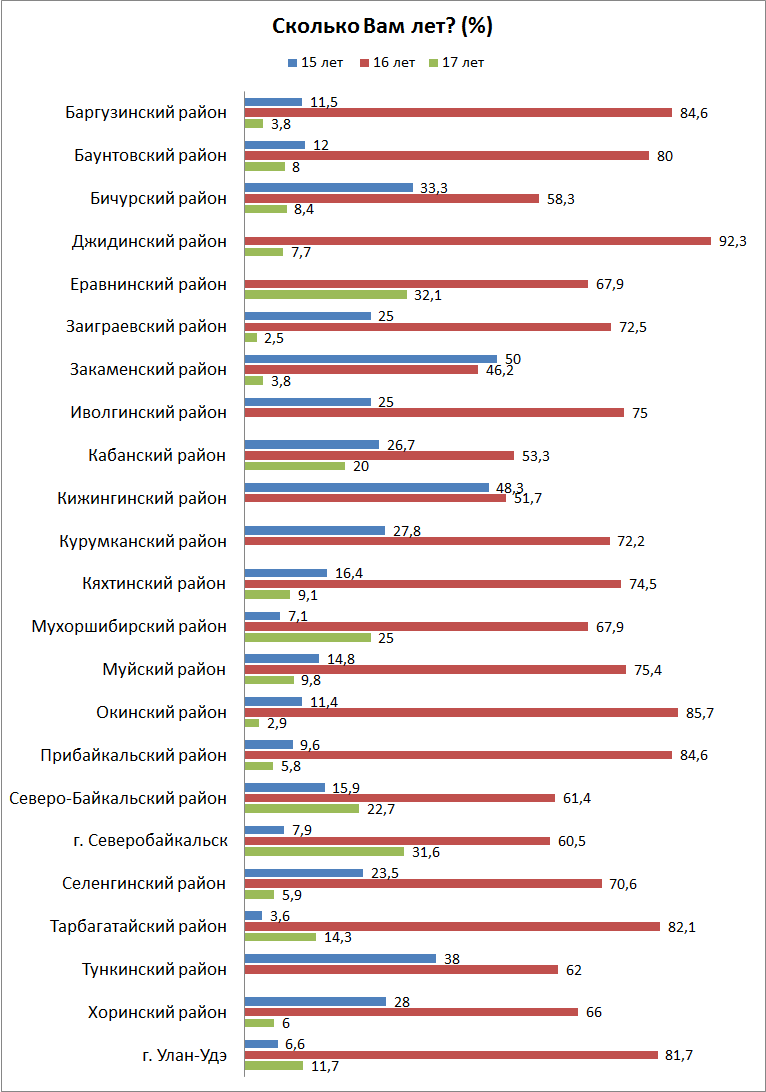 Сколько Вам лет? (%)
15 лет 16 лет 17 лет
Баргузинский район
11,5
84,6
3,8
Баунтовский район
12
80
8
Бичурский район
33,3
58,3
8,4
Джидинский район
92,3
7,7
Еравнинский район
67,9
32,1
Заиграевский район
25
72,5
2,5
Закаменский район
50
46,2
3,8
Иволгинский район
25
75
Кабанский район
26,7
53,3
20
Кижингинский район
48,3
51,7
Курумканский район
27,8
72,2
Кяхтинский район
16,4
74,5
9,1
Мухоршибирский район
7,1
67,9
25
Муйский район
14,8
75,4
9,8
Окинский район
11,4
85,7
2,9
Прибайкальский район
9,6
84,6
5,8
Северо-Байкальский район
15,9
61,4
22,7
г. Северобайкальск
7,9
60,5
31,6
Селенгинский район
23,5
70,6
5,9
Тарбагатайский район
3,6
82,1
14,3
Тункинский район
38
62
Хоринский район
28
66
6
г. Улан-Удэ
6,6
81,7
11,7